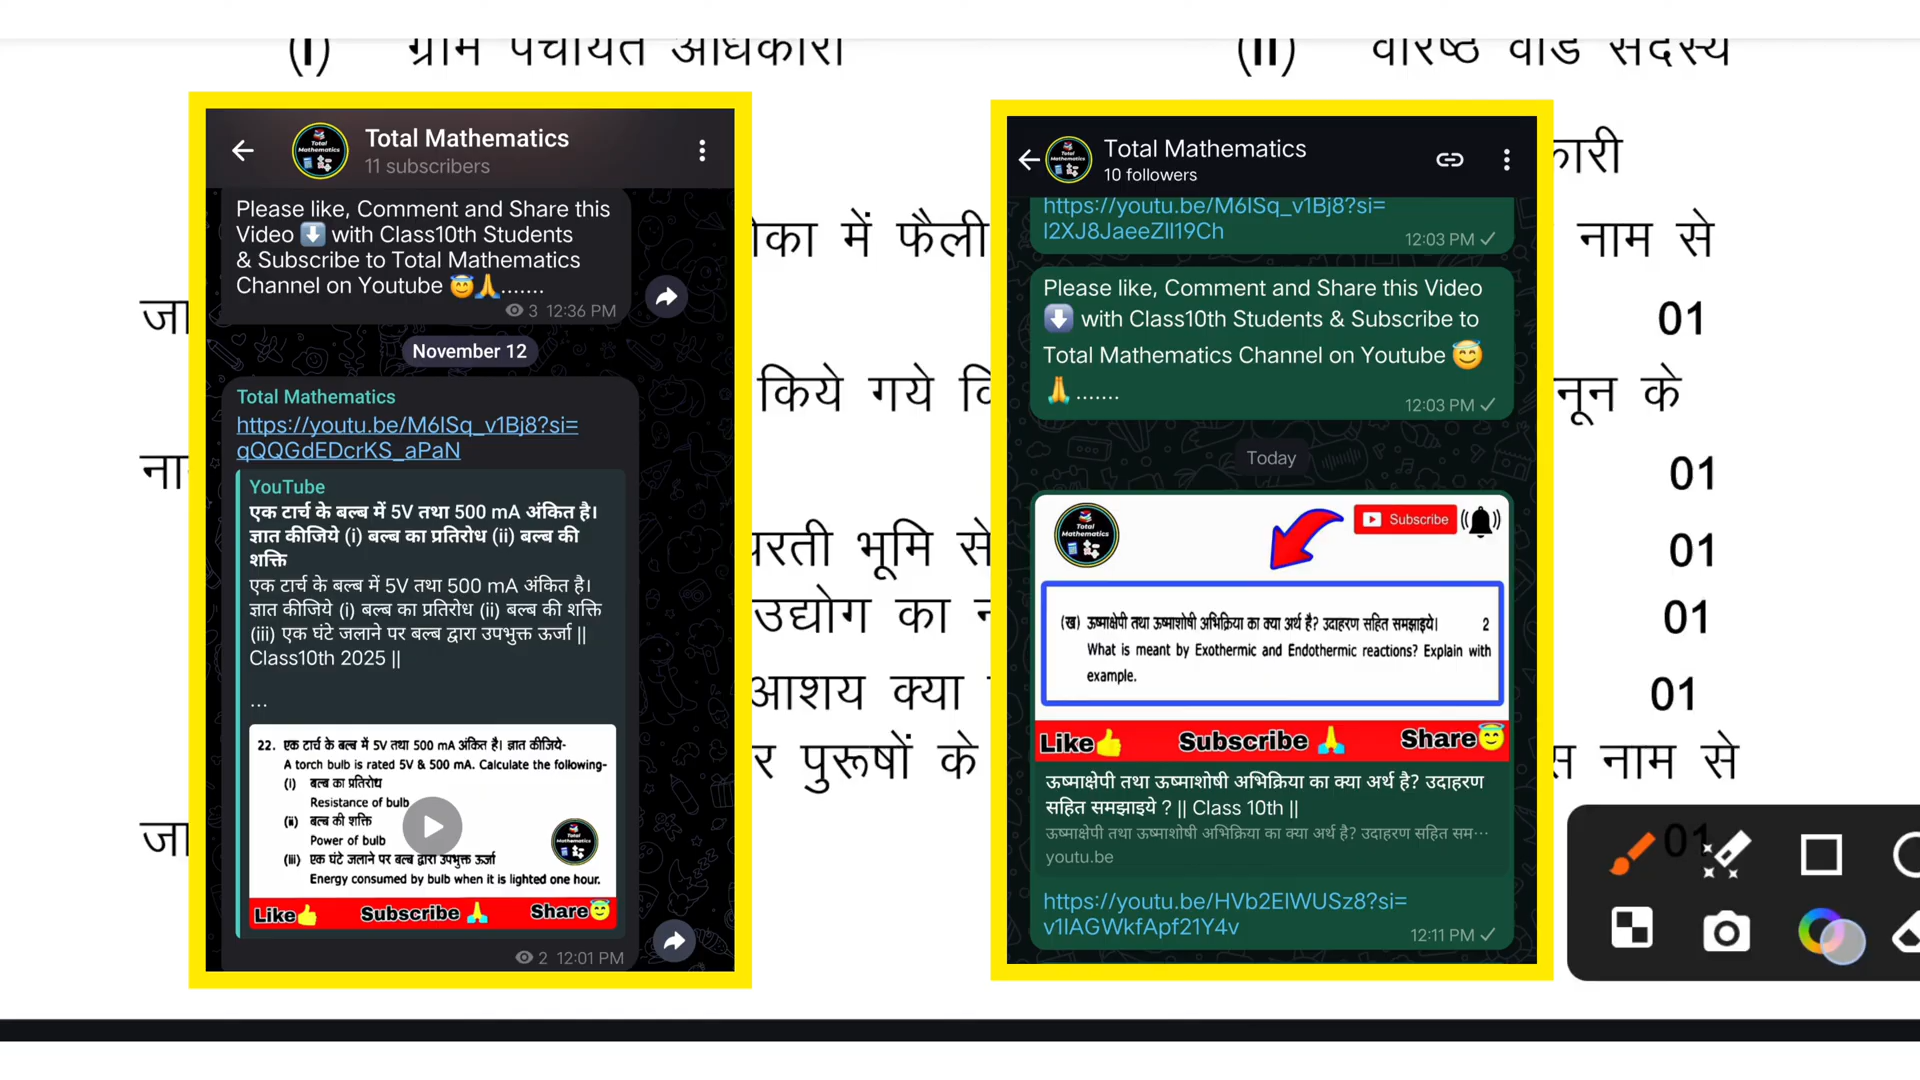 (i) ग्राम पंचायत अधिकारी (ii) वरिष्ठ वार्ड सदस्य
कारी
में फैली नाम से
जा 01
किये गये नून के
ना 01
भूमि से 01
उद्योग का 01
आशय क्या 01
पुरूषों के नाम से
जा 01
Total Mathematics
11 subscribers
Please like, Comment and Share this
Video ⬇️ with Class10th Students
& Subscribe to Total Mathematics
Channel on Youtube 😇🙏.......
3 12:36 PM
November 12
Total Mathematics
https://youtu.be/M6lSq_v1Bj8?si=
qQQGdEDcrKS_aPaN
YouTube
एक टार्च के बल्ब में 5V तथा 500 mA अंकित है।
ज्ञात कीजिये (i) बल्ब का प्रतिरोध (ii) बल्ब की
शक्ति
एक टार्च के बल्ब में 5V तथा 500 mA अंकित है।
ज्ञात कीजिये (i) बल्ब का प्रतिरोध (ii) बल्ब की शक्ति
(iii) एक घंटे जलाने पर बल्ब द्वारा उपभुक्त ऊर्जा ||
Class10th 2025 ||
...
22. एक टार्च के बल्ब में 5V तथा 500 mA अंकित है। ज्ञात कीजिये-
A torch bulb is rated 5V & 500 mA. Calculate the following-
(i) बल्ब का प्रतिरोध
Resistance of bulb
(ii) बल्ब की शक्ति
Power of bulb
(iii) एक घंटे जलाने पर बल्ब द्वारा उपभुक्त ऊर्जा
Energy consumed by bulb when it is lighted one hour.
Total Mathematics
Like👍 Subscribe 🙏 Share😇
2 12:01 PM
Total Mathematics
10 followers
https://youtu.be/M6lSq_v1Bj8?si=
l2XJ8JaeeZIl19Ch
12:03 PM
Please like, Comment and Share this Video
⬇️ with Class10th Students & Subscribe to
Total Mathematics Channel on Youtube 😇
🙏.......
12:03 PM
Today
Total Mathematics
Subscribe
(ख) ऊष्माक्षेपी तथा ऊष्माशोषी अभिक्रिया का क्या अर्थ है? उदाहरण सहित समझाइये। 2
What is meant by Exothermic and Endothermic reactions? Explain with
example.
Like👍 Subscribe 🙏 Share😇
ऊष्माक्षेपी तथा ऊष्माशोषी अभिक्रिया का क्या अर्थ है? उदाहरण
सहित समझाइये ? || Class 10th ||
ऊष्माक्षेपी तथा ऊष्माशोषी अभिक्रिया का क्या अर्थ है? उदाहरण सहित सम...
youtu.be
https://youtu.be/HVb2ElWUSz8?si=
v1lAGWkfApf21Y4v
12:11 PM